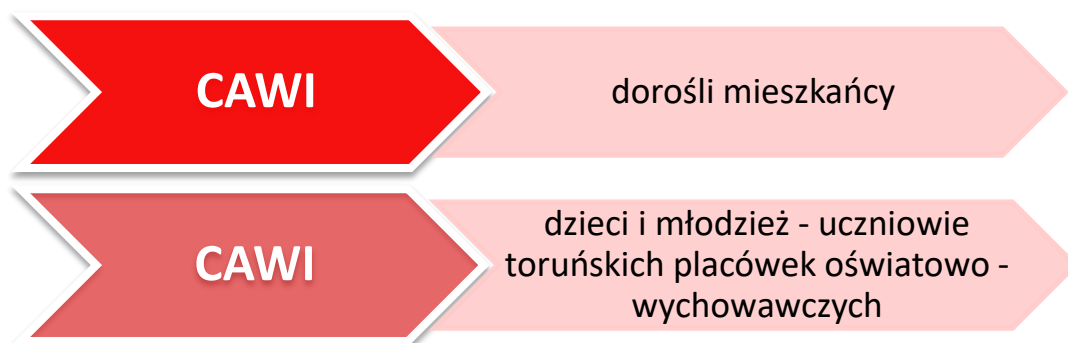 CAWI
dorośli mieszkańcy
CAWI
dzieci i młodzież - uczniowie
toruńskich placówek oświatowo -
wychowawczych